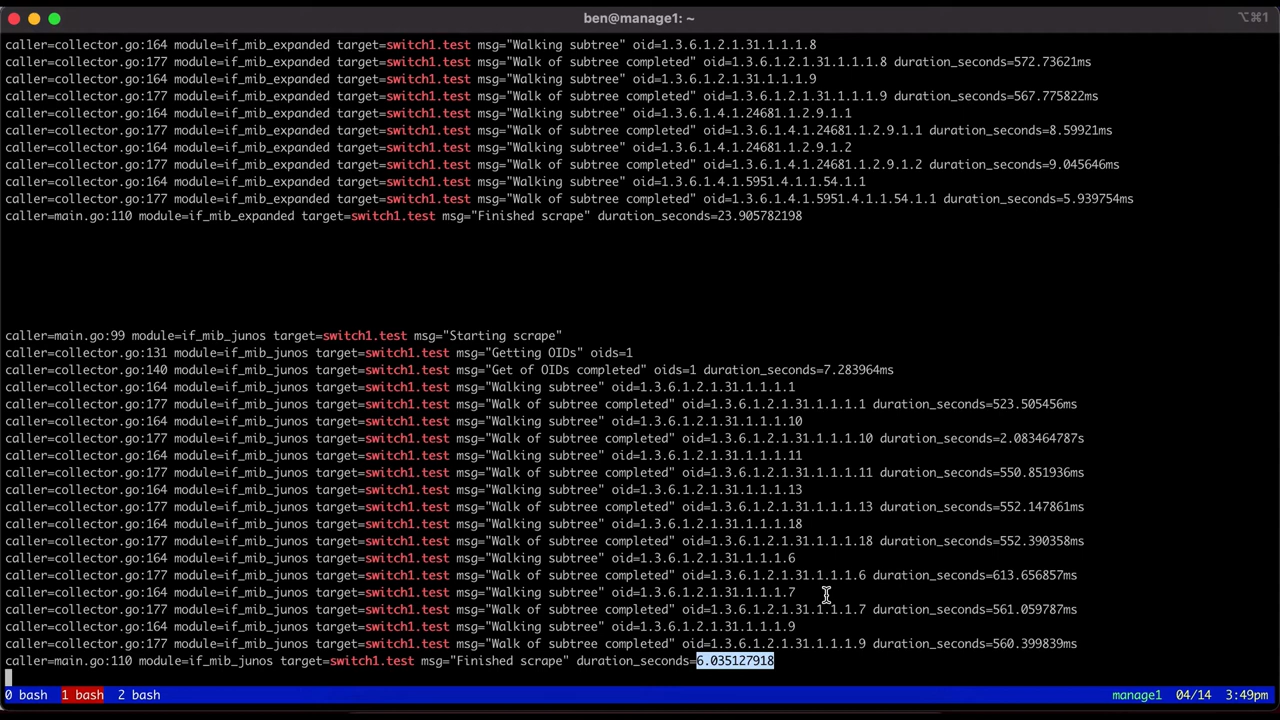 ben@manage1: ~
⌥⌘1
caller=collector.go:164 module=if_mib_expanded target=switch1.test msg="Walking subtree" oid=1.3.6.1.2.1.31.1.1.1.8
caller=collector.go:177 module=if_mib_expanded target=switch1.test msg="Walk of subtree completed" oid=1.3.6.1.2.1.31.1.1.1.8 duration_seconds=572.73621ms
caller=collector.go:164 module=if_mib_expanded target=switch1.test msg="Walking subtree" oid=1.3.6.1.2.1.31.1.1.1.9
caller=collector.go:177 module=if_mib_expanded target=switch1.test msg="Walk of subtree completed" oid=1.3.6.1.2.1.31.1.1.1.9 duration_seconds=567.775822ms
caller=collector.go:164 module=if_mib_expanded target=switch1.test msg="Walking subtree" oid=1.3.6.1.4.1.24681.1.2.9.1.1
caller=collector.go:177 module=if_mib_expanded target=switch1.test msg="Walk of subtree completed" oid=1.3.6.1.4.1.24681.1.2.9.1.1 duration_seconds=8.59921ms
caller=collector.go:164 module=if_mib_expanded target=switch1.test msg="Walking subtree" oid=1.3.6.1.4.1.24681.1.2.9.1.2
caller=collector.go:177 module=if_mib_expanded target=switch1.test msg="Walk of subtree completed" oid=1.3.6.1.4.1.24681.1.2.9.1.2 duration_seconds=9.045646ms
caller=collector.go:164 module=if_mib_expanded target=switch1.test msg="Walking subtree" oid=1.3.6.1.4.1.5951.4.1.1.54.1.1
caller=collector.go:177 module=if_mib_expanded target=switch1.test msg="Walk of subtree completed" oid=1.3.6.1.4.1.5951.4.1.1.54.1.1 duration_seconds=5.939754ms
caller=main.go:110 module=if_mib_expanded target=switch1.test msg="Finished scrape" duration_seconds=23.905782198
caller=main.go:99 module=if_mib_junos target=switch1.test msg="Starting scrape"
caller=collector.go:131 module=if_mib_junos target=switch1.test msg="Getting OIDs" oids=1
caller=collector.go:140 module=if_mib_junos target=switch1.test msg="Get of OIDs completed" oids=1 duration_seconds=7.283964ms
caller=collector.go:164 module=if_mib_junos target=switch1.test msg="Walking subtree" oid=1.3.6.1.2.1.31.1.1.1.1
caller=collector.go:177 module=if_mib_junos target=switch1.test msg="Walk of subtree completed" oid=1.3.6.1.2.1.31.1.1.1.1 duration_seconds=523.505456ms
caller=collector.go:164 module=if_mib_junos target=switch1.test msg="Walking subtree" oid=1.3.6.1.2.1.31.1.1.1.10
caller=collector.go:177 module=if_mib_junos target=switch1.test msg="Walk of subtree completed" oid=1.3.6.1.2.1.31.1.1.1.10 duration_seconds=2.083464787s
caller=collector.go:164 module=if_mib_junos target=switch1.test msg="Walking subtree" oid=1.3.6.1.2.1.31.1.1.1.11
caller=collector.go:177 module=if_mib_junos target=switch1.test msg="Walk of subtree completed" oid=1.3.6.1.2.1.31.1.1.1.11 duration_seconds=550.851936ms
caller=collector.go:164 module=if_mib_junos target=switch1.test msg="Walking subtree" oid=1.3.6.1.2.1.31.1.1.1.13
caller=collector.go:177 module=if_mib_junos target=switch1.test msg="Walk of subtree completed" oid=1.3.6.1.2.1.31.1.1.1.13 duration_seconds=552.147861ms
caller=collector.go:164 module=if_mib_junos target=switch1.test msg="Walking subtree" oid=1.3.6.1.2.1.31.1.1.1.18
caller=collector.go:177 module=if_mib_junos target=switch1.test msg="Walk of subtree completed" oid=1.3.6.1.2.1.31.1.1.1.18 duration_seconds=552.390358ms
caller=collector.go:164 module=if_mib_junos target=switch1.test msg="Walking subtree" oid=1.3.6.1.2.1.31.1.1.1.6
caller=collector.go:177 module=if_mib_junos target=switch1.test msg="Walk of subtree completed" oid=1.3.6.1.2.1.31.1.1.1.6 duration_seconds=613.656857ms
caller=collector.go:164 module=if_mib_junos target=switch1.test msg="Walking subtree" oid=1.3.6.1.2.1.31.1.1.1.7
caller=collector.go:177 module=if_mib_junos target=switch1.test msg="Walk of subtree completed" oid=1.3.6.1.2.1.31.1.1.1.7 duration_seconds=561.059787ms
caller=collector.go:164 module=if_mib_junos target=switch1.test msg="Walking subtree" oid=1.3.6.1.2.1.31.1.1.1.9
caller=collector.go:177 module=if_mib_junos target=switch1.test msg="Walk of subtree completed" oid=1.3.6.1.2.1.31.1.1.1.9 duration_seconds=560.399839ms
caller=main.go:110 module=if_mib_junos target=switch1.test msg="Finished scrape" duration_seconds=6.035127918
0 bash 1 bash 2 bash manage1 04/14 3:49pm